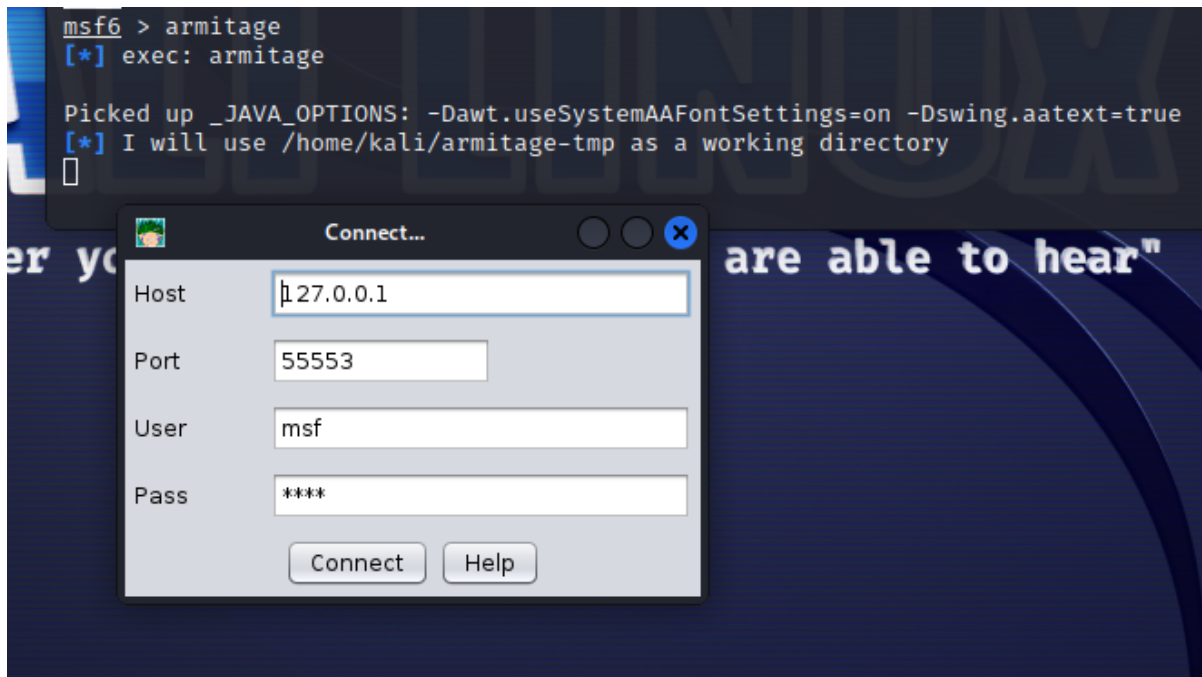 msf6 > armitage
[*] exec: armitage
Picked up _JAVA_OPTIONS: -Dawt.useSystemAAFontSettings=on -Dswing.aatext=true
[*] I will use /home/kali/armitage-tmp as a working directory
Connect...
are able to hear"
Host 127.0.0.1
Port 55553
User msf
Pass ****
Connect Help